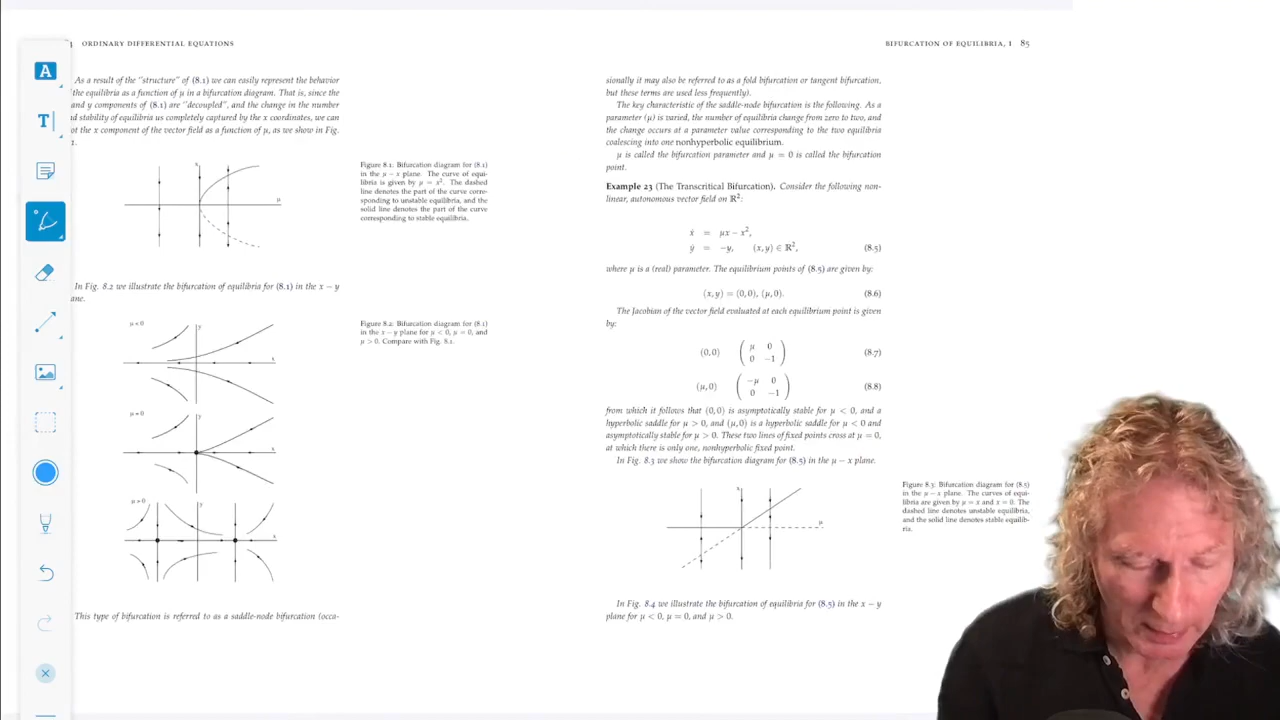 ORDINARY DIFFERENTIAL EQUATIONS
As a result of the "structure" of (8.1) we can easily represent the behavior
the equilibria as a function of μ in a bifurcation diagram. That is, since the
and y components of (8.1) are "decoupled", and the change in the number
d stability of equilibria us completely captured by the x coordinates, we can
ot the x component of the vector field as a function of μ, as we show in Fig.
1.
x
μ
Figure 8.1: Bifurcation diagram for (8.1)
in the μ − x plane. The curve of equi-
libria is given by μ = x². The dashed
line denotes the part of the curve corre-
sponding to unstable equilibria, and the
solid line denotes the part of the curve
corresponding to stable equilibria.
In Fig. 8.2 we illustrate the bifurcation of equilibria for (8.1) in the x − y
ane.
μ<0
y
x
Figure 8.2: Bifurcation diagram for (8.1)
in the x − y plane for μ < 0, μ = 0, and
μ > 0. Compare with Fig. 8.1.
μ=0
y
x
μ>0
y
x
This type of bifurcation is referred to as a saddle-node bifurcation (occa-
BIFURCATION OF EQUILIBRIA, I 85
sionally it may also be referred to as a fold bifurcation or tangent bifurcation,
but these terms are used less frequently).
The key characteristic of the saddle-node bifurcation is the following. As a
parameter (μ) is varied, the number of equilibria change from zero to two, and
the change occurs at a parameter value corresponding to the two equilibria
coalescing into one nonhyperbolic equilibrium.
μ is called the bifurcation parameter and μ = 0 is called the bifurcation
point.
Example 23 (The Transcritical Bifurcation). Consider the following non-
linear, autonomous vector field on ℝ²:
ẋ = μx − x²,
ẏ = −y, (x, y) ∈ ℝ², (8.5)
where μ is a (real) parameter. The equilibrium points of (8.5) are given by:
(x, y) = (0, 0), (μ, 0). (8.6)
The Jacobian of the vector field evaluated at each equilibrium point is given
by:
(0, 0) ( μ 0
0 −1 ) (8.7)
(μ, 0) ( −μ 0
0 −1 ) (8.8)
from which it follows that (0, 0) is asymptotically stable for μ < 0, and a
hyperbolic saddle for μ > 0, and (μ, 0) is a hyperbolic saddle for μ < 0 and
asymptotically stable for μ > 0. These two lines of fixed points cross at μ = 0,
at which there is only one, nonhyperbolic fixed point.
In Fig. 8.3 we show the bifurcation diagram for (8.5) in the μ − x plane.
x
μ
Figure 8.3: Bifurcation diagram for (8.5)
in the μ − x plane. The curves of equi-
libria are given by μ = x and x = 0. The
dashed line denotes unstable equilibria,
and the solid line denotes stable equilib-
ria.
In Fig. 8.4 we illustrate the bifurcation of equilibria for (8.5) in the x − y
plane for μ < 0, μ = 0, and μ > 0.